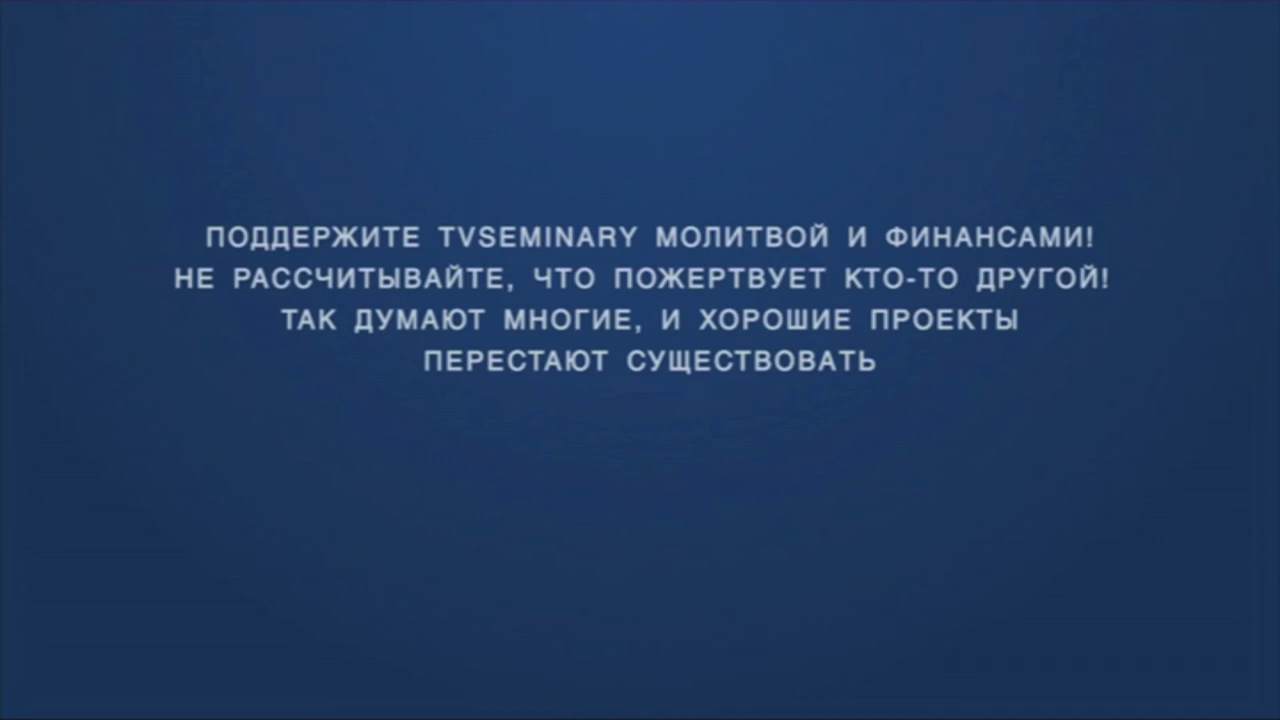 ПОДДЕРЖИТЕ TVSEMINARY МОЛИТВОЙ И ФИНАНСАМИ!
НЕ РАССЧИТЫВАЙТЕ, ЧТО ПОЖЕРТВУЕТ КТО-ТО ДРУГОЙ!
ТАК ДУМАЮТ МНОГИЕ, И ХОРОШИЕ ПРОЕКТЫ
ПЕРЕСТАЮТ СУЩЕСТВОВАТЬ